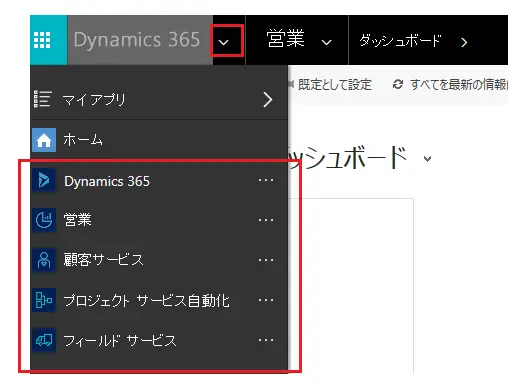 Dynamics 365 営業 ダッシュボード
マイアプリ 既定として設定 すべてを最新の情報
ホーム
ッシュボード
Dynamics 365 ...
営業 ...
顧客サービス ...
プロジェクト サービス自動化 ...
フィールド サービス ...